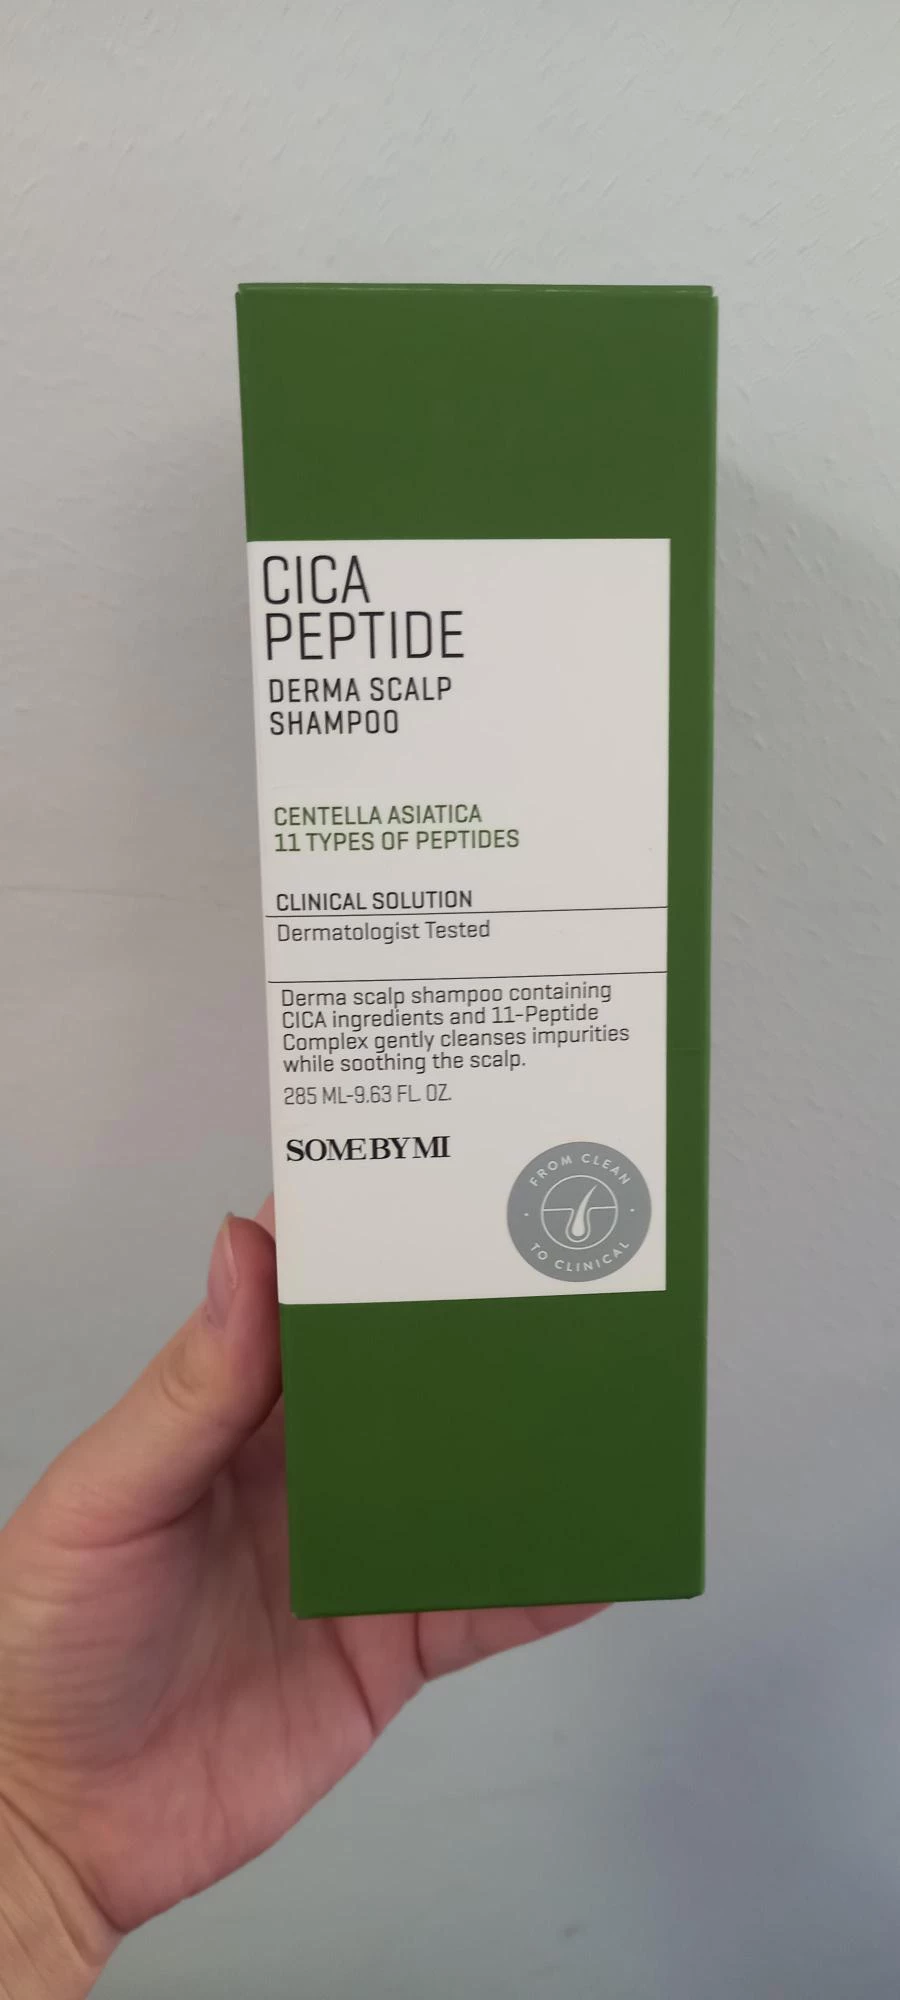 CICA
PEPTIDE
DERMA SCALP
SHAMPOO
CENTELLA ASIATICA
11 TYPES OF PEPTIDES
CLINICAL SOLUTION
Dermatologist Tested
Derma scalp shampoo containing
CICA ingredients and 11-Peptide
Complex gently cleanses impurities
while soothing the scalp.
285 ML-9.63 FL. OZ.
SOMEBYMI
FROM CLEAN
TO CLINICAL